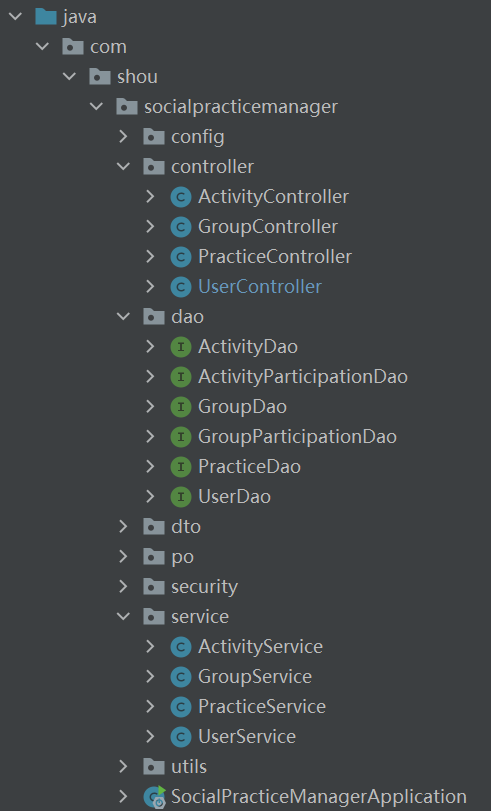 java
com
shou
socialpracticemanager
config
controller
C ActivityController
C GroupController
C PracticeController
C UserController
dao
I ActivityDao
I ActivityParticipationDao
I GroupDao
I GroupParticipationDao
I PracticeDao
I UserDao
dto
po
security
service
C ActivityService
C GroupService
C PracticeService
C UserService
utils
C SocialPracticeManagerApplication